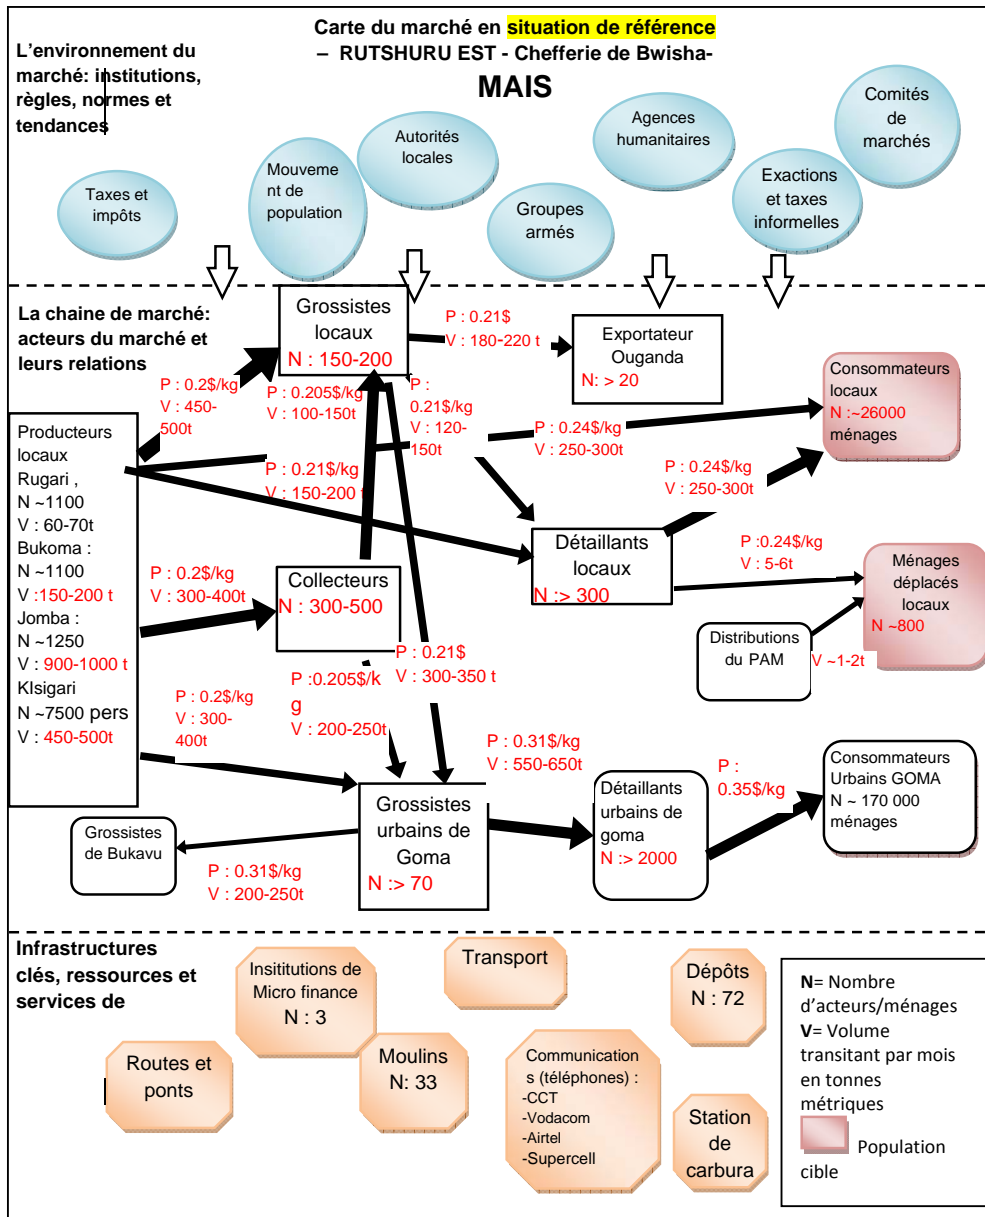 Carte du marché en situation de référence
– RUTSHURU EST - Chefferie de Bwisha-
MAIS
L'environnement du
marché: institutions,
règles, normes et
tendances
Taxes et
impôts
Mouveme
nt de
population
Autorités
locales
Groupes
armés
Agences
humanitaires
Exactions
et taxes
informelles
Comités
de
marchés
La chaine de marché:
acteurs du marché et
leurs relations
Grossistes
locaux
N : 150-200
P : 0.21$
V : 180-220 t
Exportateur
Ouganda
N: > 20
Consommateurs
locaux
N :~26000
ménages
P : 0.2$/kg
V : 450-
500t
P : 0.205$/kg
V : 100-150t
P :
0.21$/kg
V : 120-
150t
P : 0.24$/kg
V : 250-300t
P : 0.21$/kg
V : 150-200 t
P : 0.24$/kg
V : 250-300t
Producteurs
locaux
Rugari ,
N ~1100
V : 60-70t
Bukoma :
N ~1100
V :150-200 t
Jomba :
N ~1250
V : 900-1000 t
KIsigari
N ~7500 pers
V : 450-500t
P : 0.2$/kg
V : 300-400t
Collecteurs
N : 300-500
Détaillants
locaux
N :> 300
P :0.24$/kg
V : 5-6t
Ménages
déplacés
locaux
N ~800
Distributions
du PAM
V ~1-2t
P : 0.21$
V : 300-350 t
P :0.205$/k
g
V : 200-250t
P : 0.2$/kg
V : 300-
400t
P : 0.31$/kg
V : 550-650t
P :
0.35$/kg
Grossistes
de Bukavu
P : 0.31$/kg
V : 200-250t
Grossistes
urbains de
Goma
N :> 70
Détaillants
urbains de
goma
N :> 2000
Consommateurs
Urbains GOMA
N ~ 170 000
ménages
Infrastructures
clés, ressources et
services de
Insititutions de
Micro finance
N : 3
Transport
Dépôts
N : 72
Routes et
ponts
Moulins
N: 33
Communication
s (téléphones) :
-CCT
-Vodacom
-Airtel
-Supercell
Station
de
carbura
N= Nombre
d'acteurs/ménages
V= Volume
transitant par mois
en tonnes
métriques
Population
cible